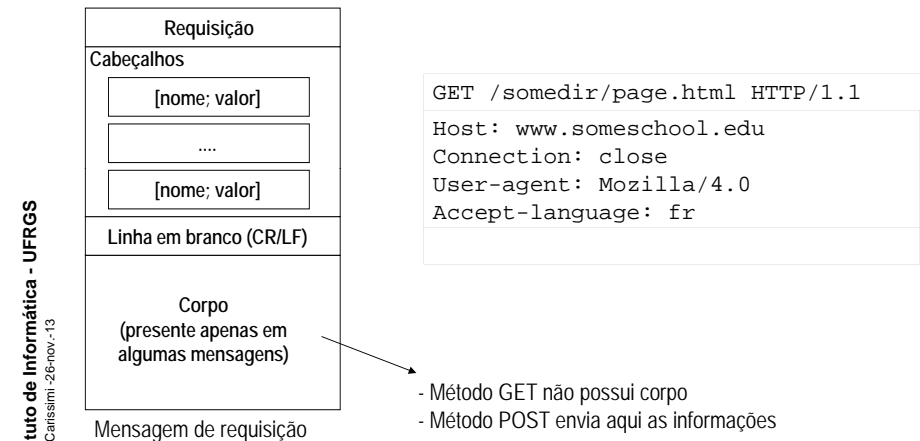 Requisição
Cabeçalhos
[nome; valor]
....
[nome; valor]
Linha em branco (CR/LF)
Corpo
(presente apenas em
algumas mensagens)
Mensagem de requisição
GET /somedir/page.html HTTP/1.1
Host: www.someschool.edu
Connection: close
User-agent: Mozilla/4.0
Accept-language: fr
- Método GET não possui corpo
- Método POST envia aqui as informações
tuto de Informática - UFRGS
Carissimi -26-nov.-13